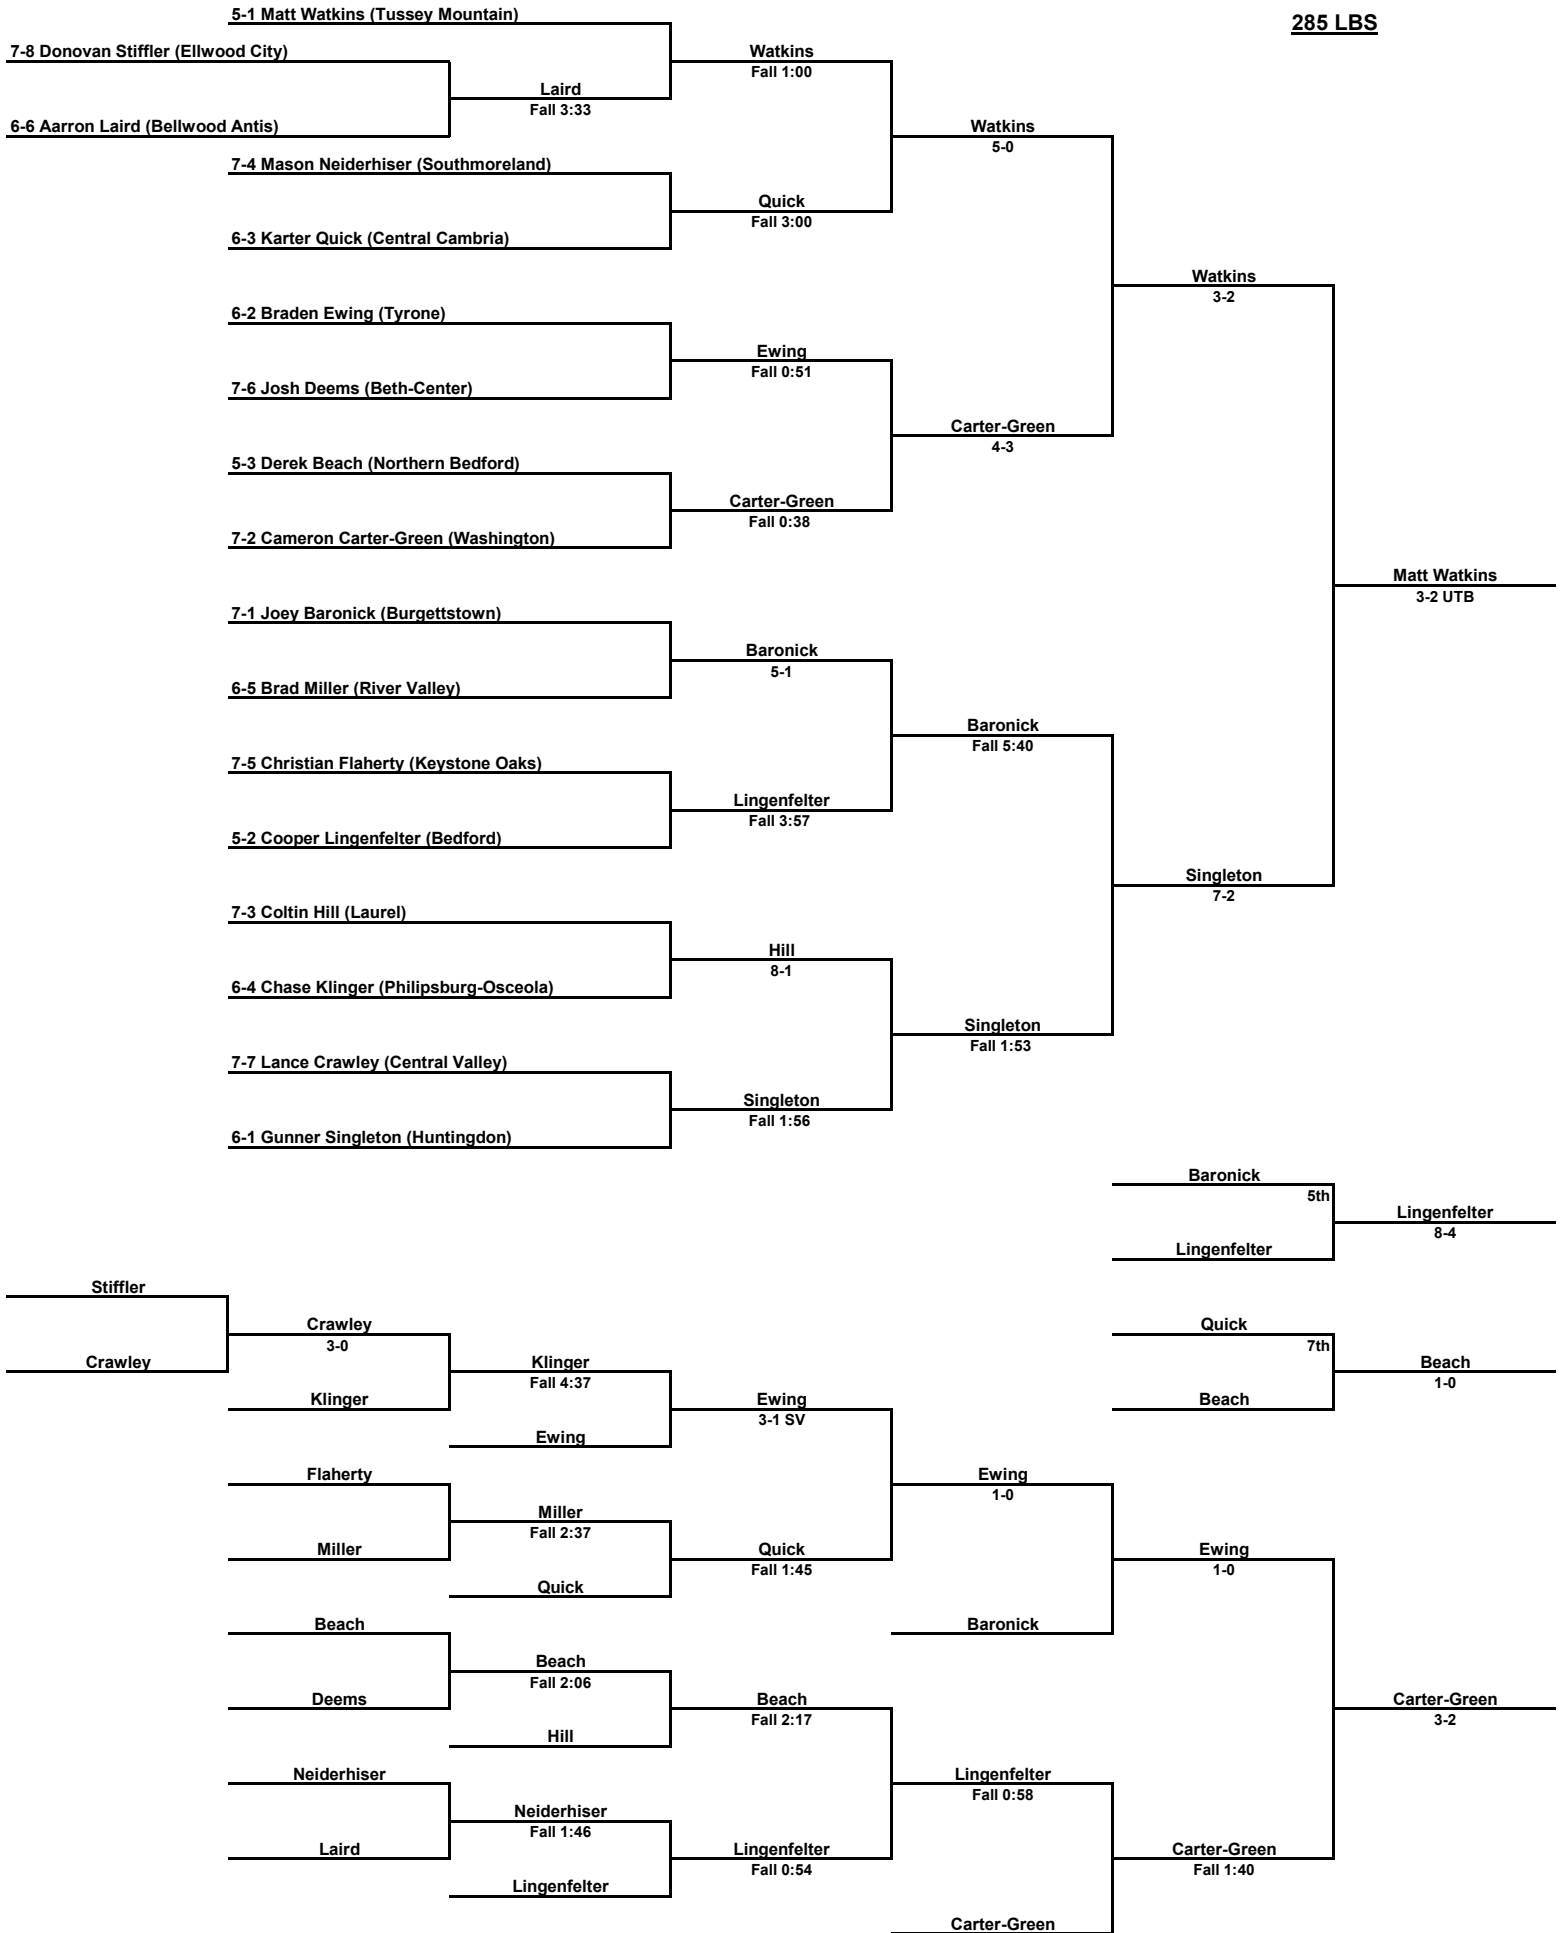 285 LBS
5-1 Matt Watkins (Tussey Mountain)
7-8 Donovan Stiffler (Ellwood City)
Watkins
Fall 1:00
Laird
Fall 3:33
6-6 Aarron Laird (Bellwood Antis)
Watkins
5-0
7-4 Mason Neiderhiser (Southmoreland)
Quick
Fall 3:00
6-3 Karter Quick (Central Cambria)
Watkins
3-2
6-2 Braden Ewing (Tyrone)
Ewing
Fall 0:51
7-6 Josh Deems (Beth-Center)
Carter-Green
4-3
5-3 Derek Beach (Northern Bedford)
Carter-Green
Fall 0:38
7-2 Cameron Carter-Green (Washington)
Matt Watkins
3-2 UTB
7-1 Joey Baronick (Burgettstown)
Baronick
5-1
6-5 Brad Miller (River Valley)
Baronick
Fall 5:40
7-5 Christian Flaherty (Keystone Oaks)
Lingenfelter
Fall 3:57
5-2 Cooper Lingenfelter (Bedford)
Singleton
7-2
7-3 Coltin Hill (Laurel)
Hill
8-1
6-4 Chase Klinger (Philipsburg-Osceola)
Singleton
Fall 1:53
7-7 Lance Crawley (Central Valley)
Singleton
Fall 1:56
6-1 Gunner Singleton (Huntingdon)
Baronick
5th
Lingenfelter
8-4
Lingenfelter
Stiffler
Crawley
3-0
Quick
7th
Crawley
Klinger
Fall 4:37
Beach
1-0
Klinger
Ewing
3-1 SV
Beach
Ewing
Flaherty
Ewing
1-0
Miller
Fall 2:37
Miller
Quick
Fall 1:45
Ewing
1-0
Quick
Beach
Baronick
Beach
Fall 2:06
Deems
Beach
Fall 2:17
Carter-Green
3-2
Hill
Neiderhiser
Lingenfelter
Fall 0:58
Neiderhiser
Fall 1:46
Laird
Lingenfelter
Fall 0:54
Carter-Green
Fall 1:40
Lingenfelter
Carter-Green